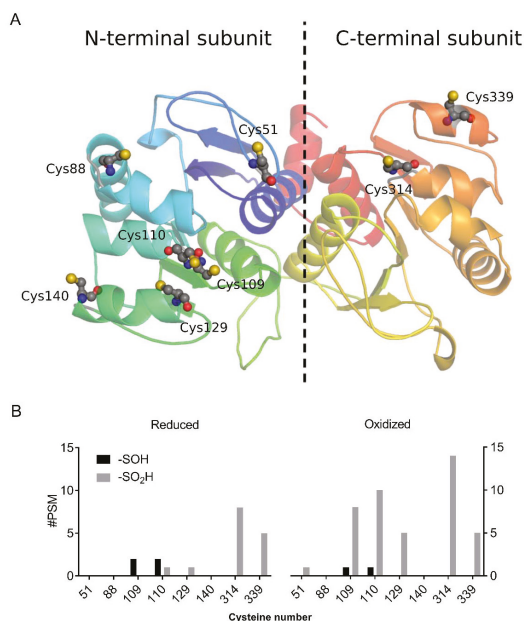 A
N-terminal subunit
C-terminal subunit
Cys339
Cys51
Cys88
Cys314
Cys110
Cys109
Cys140
Cys129
B
Reduced
Oxidized
15
10
5
0
#PSM
-SOH
-SO₂H
15
10
5
0
51 88 109 110 129 140 314 339
51 88 109 110 129 140 314 339
Cysteine number